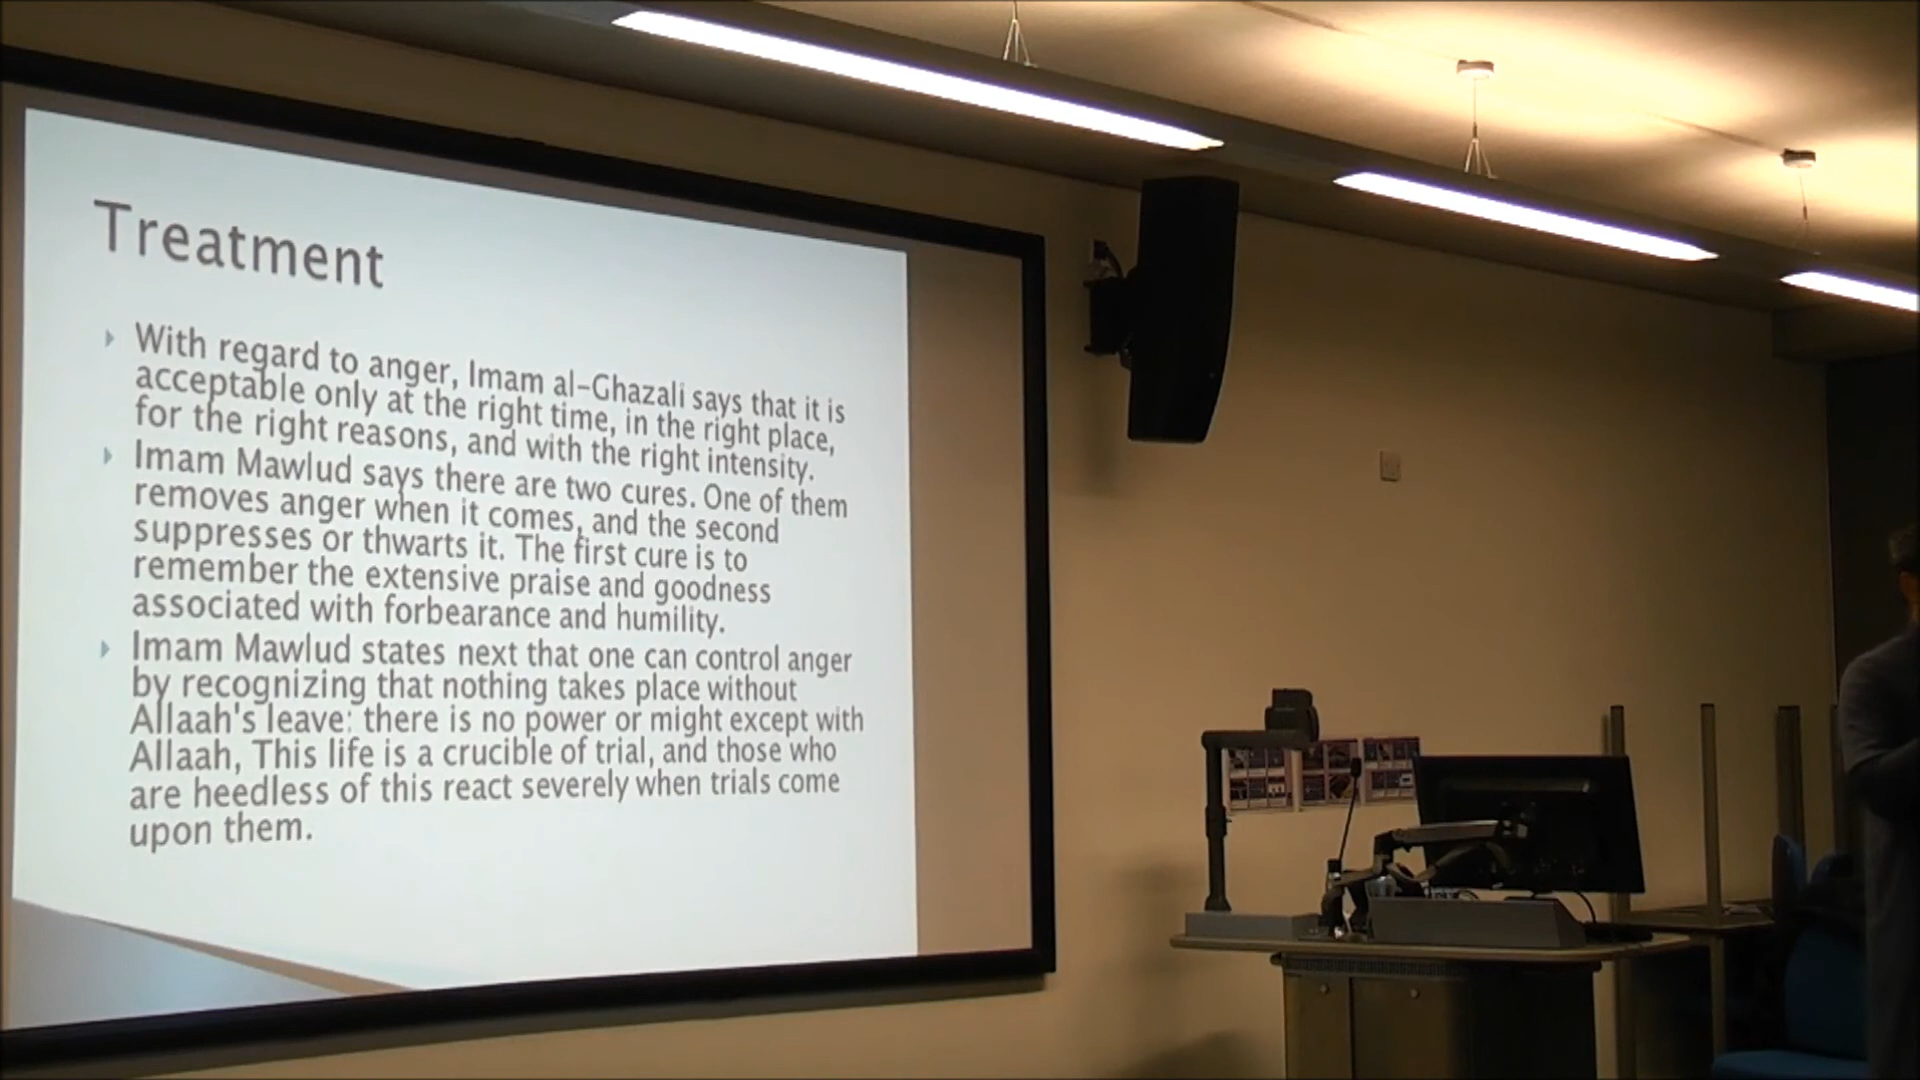 Treatment
With regard to anger, Imam al-Ghazali says that it is
acceptable only at the right time, in the right place,
for the right reasons, and with the right intensity.
Imam Mawlud says there are two cures. One of them
removes anger when it comes, and the second
suppresses or thwarts it. The first cure is to
remember the extensive praise and goodness
associated with forbearance and humility.
Imam Mawlud states next that one can control anger
by recognizing that nothing takes place without
Allaah's leave: there is no power or might except with
Allaah, This life is a crucible of trial, and those who
are heedless of this react severely when trials come
upon them.